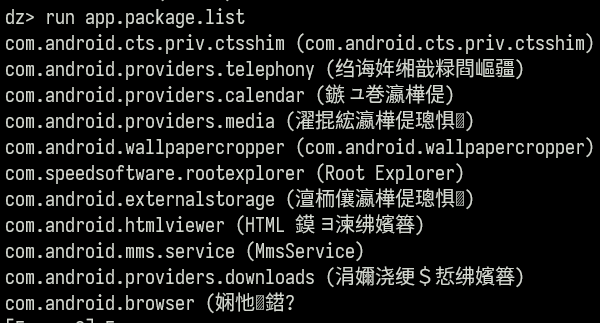 dz> run app.package.list
com.android.cts.priv.ctsshim (com.android.cts.priv.ctsshim)
com.android.providers.telephony (绉诲姩缃戠粶閰嶇疆)
com.android.providers.calendar (鏃ュ巻瀛樺偍)
com.android.providers.media (濯掍綋瀛樺偍璁惧)
com.android.wallpapercropper (com.android.wallpapercropper)
com.speedsoftware.rootexplorer (Root Explorer)
com.android.externalstorage (澶栭儴瀛樺偍璁惧)
com.android.htmlviewer (HTML 鏌ョ湅绋嬪簭)
com.android.mms.service (MmsService)
com.android.providers.downloads (涓嬭浇绠＄悊绋嬪簭)
com.android.browser (娴忚鍣?